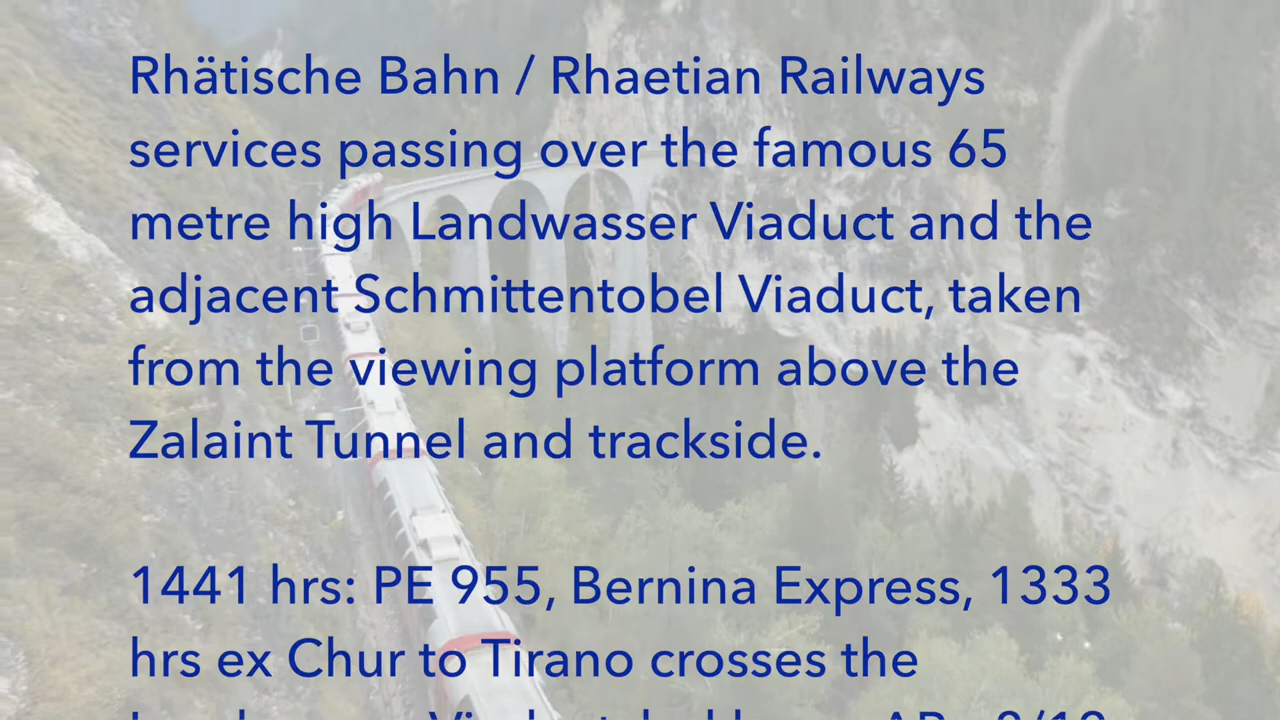 Rhätische Bahn / Rhaetian Railways
services passing over the famous 65
metre high Landwasser Viaduct and the
adjacent Schmittentobel Viaduct, taken
from the viewing platform above the
Zalaint Tunnel and trackside.
1441 hrs: PE 955, Bernina Express, 1333
hrs ex Chur to Tirano crosses the